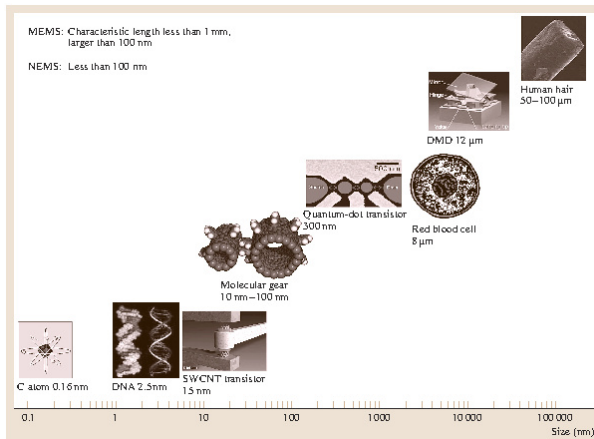 MEMS: Characteristic length less than 1 mm,
larger than 100 nm
NEMS: Less than 100 nm
Human hair
50–100 µm
Hinge
DMD 12 µm
500 nm
Quantum-dot transistor
300 nm
Red blood cell
8 µm
Molecular gear
10 nm–100 nm
C atom 0.16 nm
DNA 2.5 nm
SWCNT transistor
15 nm
0.1
1
10
100
1000
10 000
100 000
Size (nm)